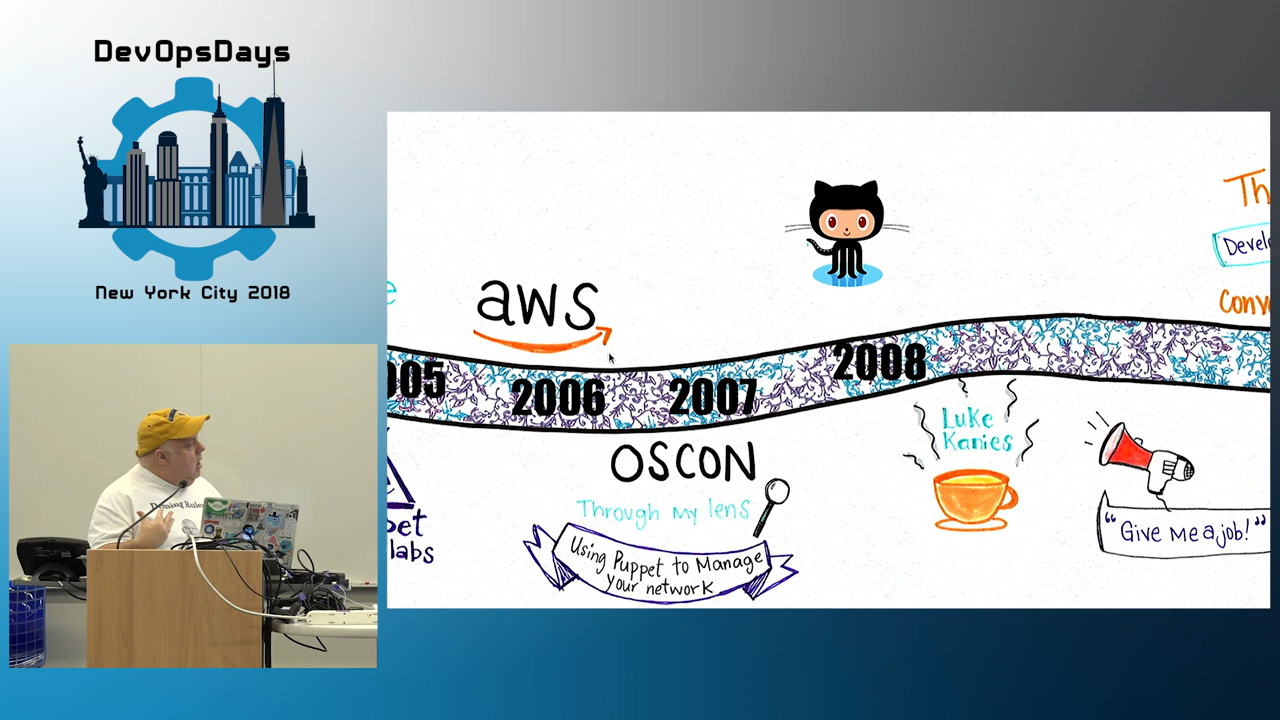 DevOpsDays
New York City 2018
aws
2006
2007
2008
OSCON
Through my lens
Using Puppet to Manage
your network
labs
Luke
Kanies
"Give me a job!"